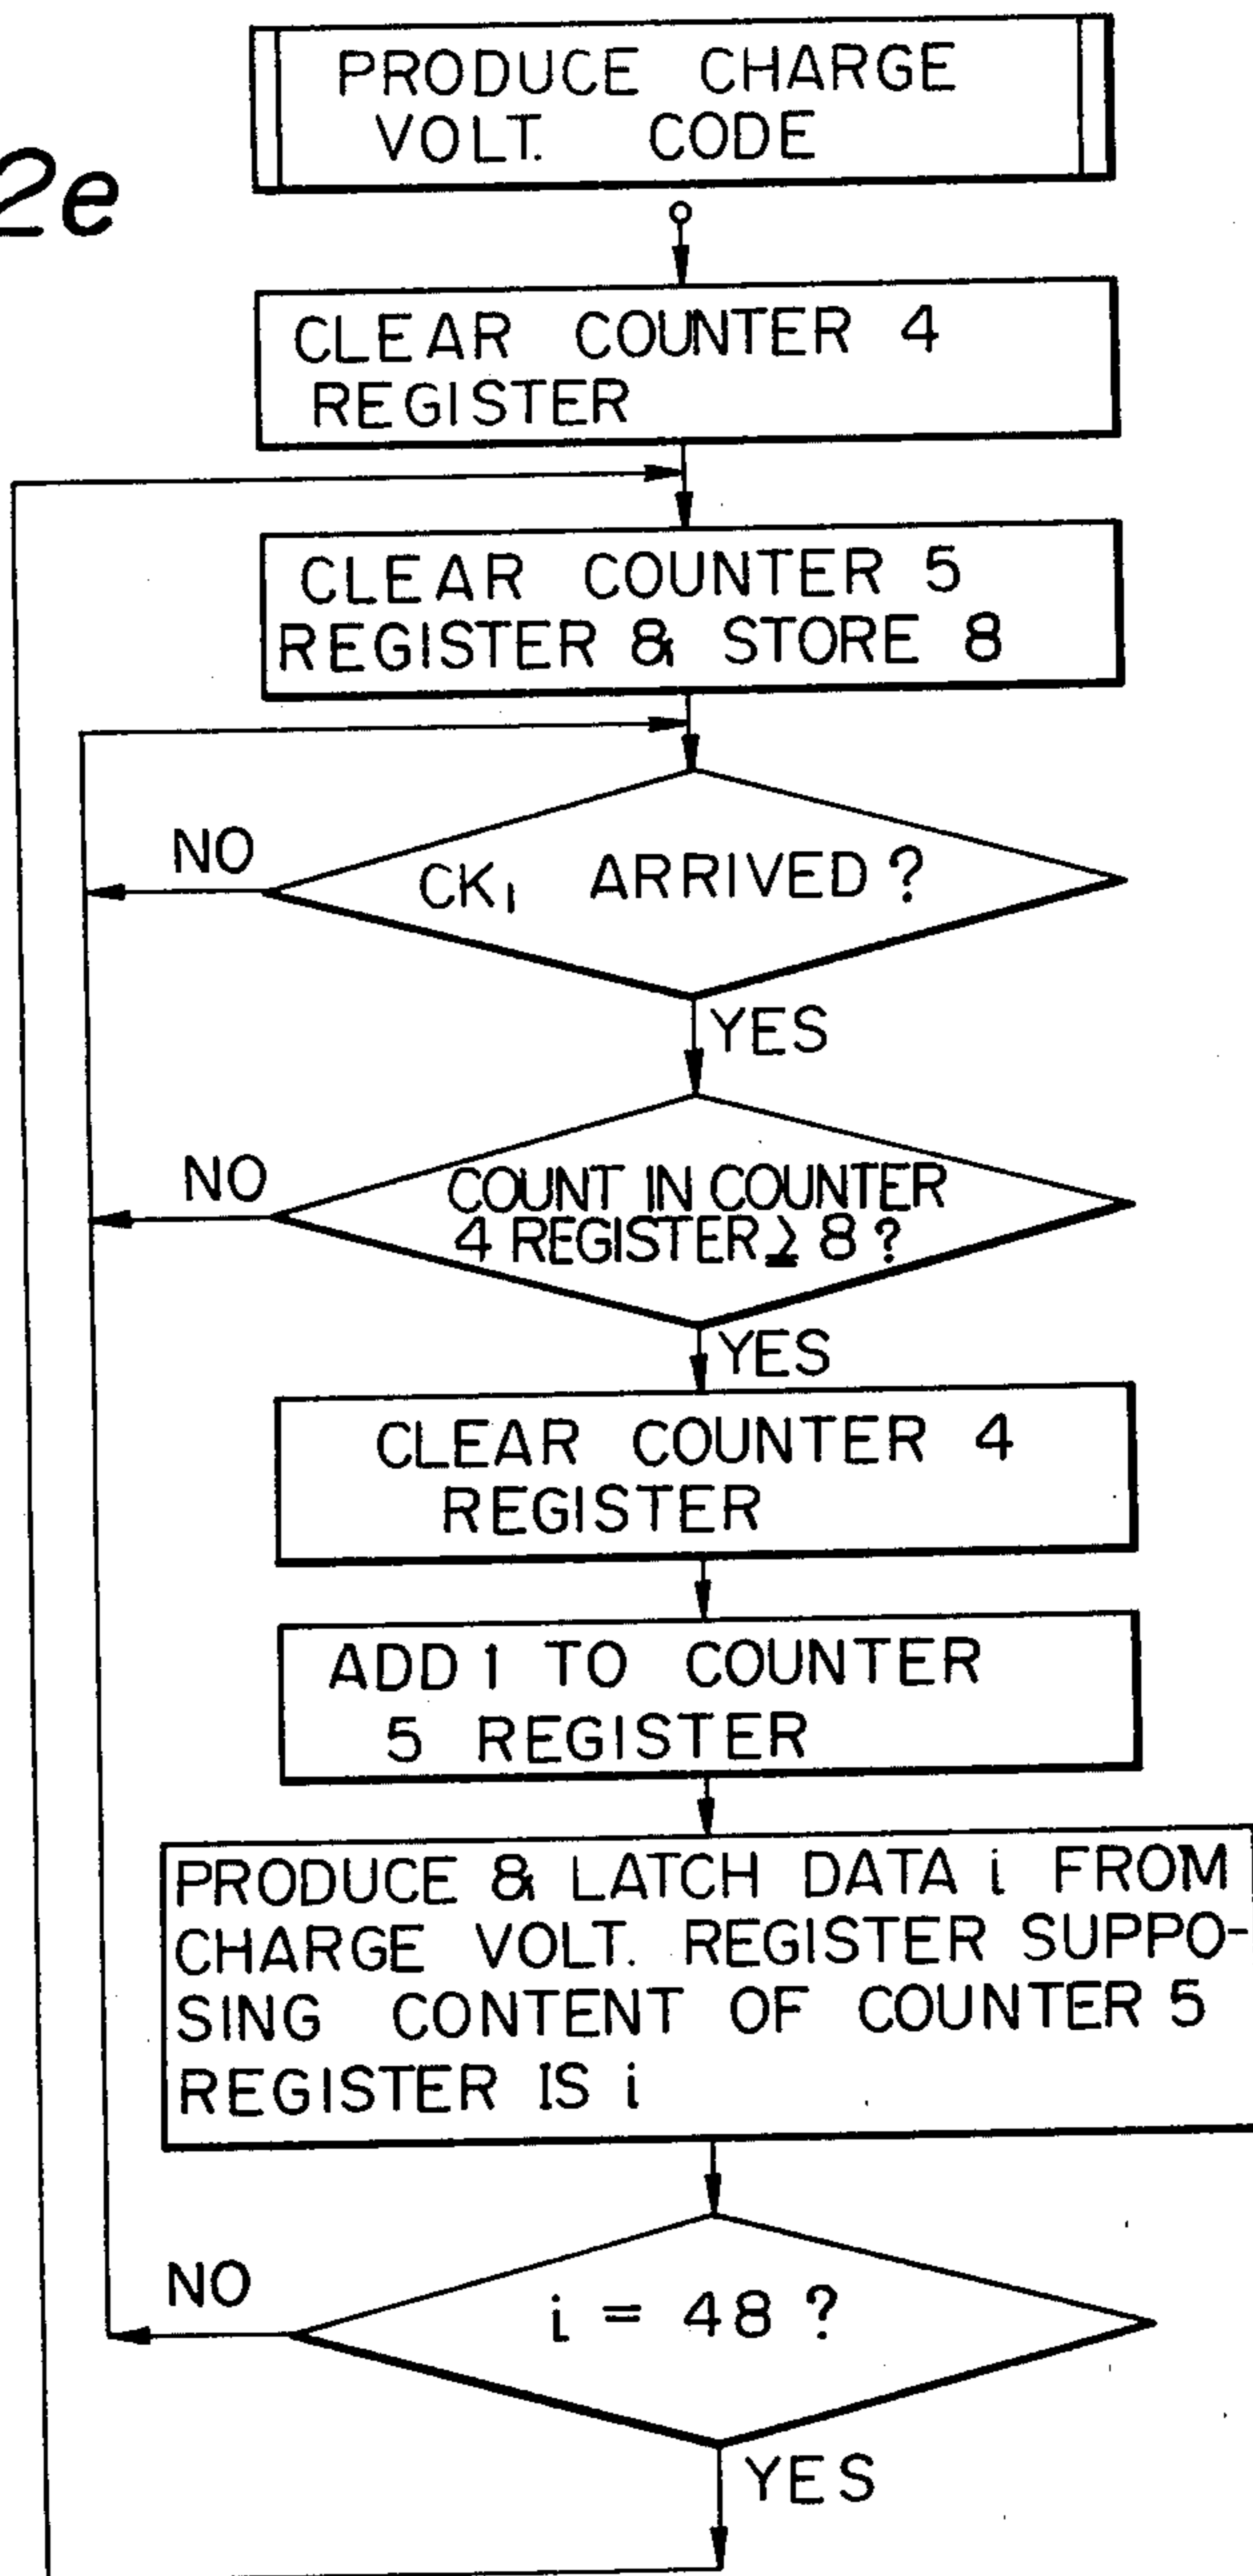 2e
PRODUCE CHARGE
VOLT. CODE
CLEAR COUNTER 4
REGISTER
CLEAR COUNTER 5
REGISTER & STORE 8
NO
CK₁ ARRIVED ?
YES
NO
COUNT IN COUNTER
4 REGISTER ≥ 8 ?
YES
CLEAR COUNTER 4
REGISTER
ADD 1 TO COUNTER
5 REGISTER
PRODUCE & LATCH DATA i FROM
CHARGE VOLT. REGISTER SUPPO-
SING CONTENT OF COUNTER 5
REGISTER IS i
NO
i = 48 ?
YES